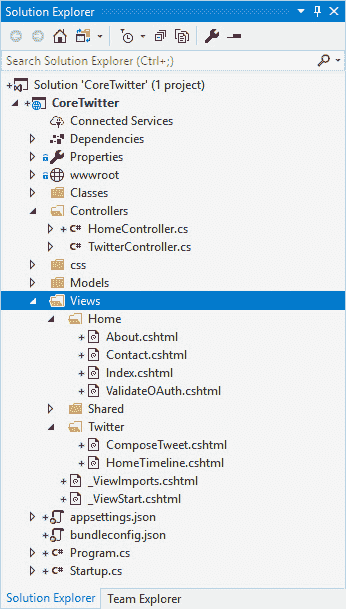 Solution Explorer
Search Solution Explorer (Ctrl+;)
Solution 'CoreTwitter' (1 project)
CoreTwitter
Connected Services
Dependencies
Properties
wwwroot
Classes
Controllers
C# HomeController.cs
C# TwitterController.cs
css
Models
Views
Home
About.cshtml
Contact.cshtml
Index.cshtml
ValidateOAuth.cshtml
Shared
Twitter
ComposeTweet.cshtml
HomeTimeline.cshtml
_ViewImports.cshtml
_ViewStart.cshtml
appsettings.json
bundleconfig.json
C# Program.cs
C# Startup.cs
Solution Explorer Team Explorer